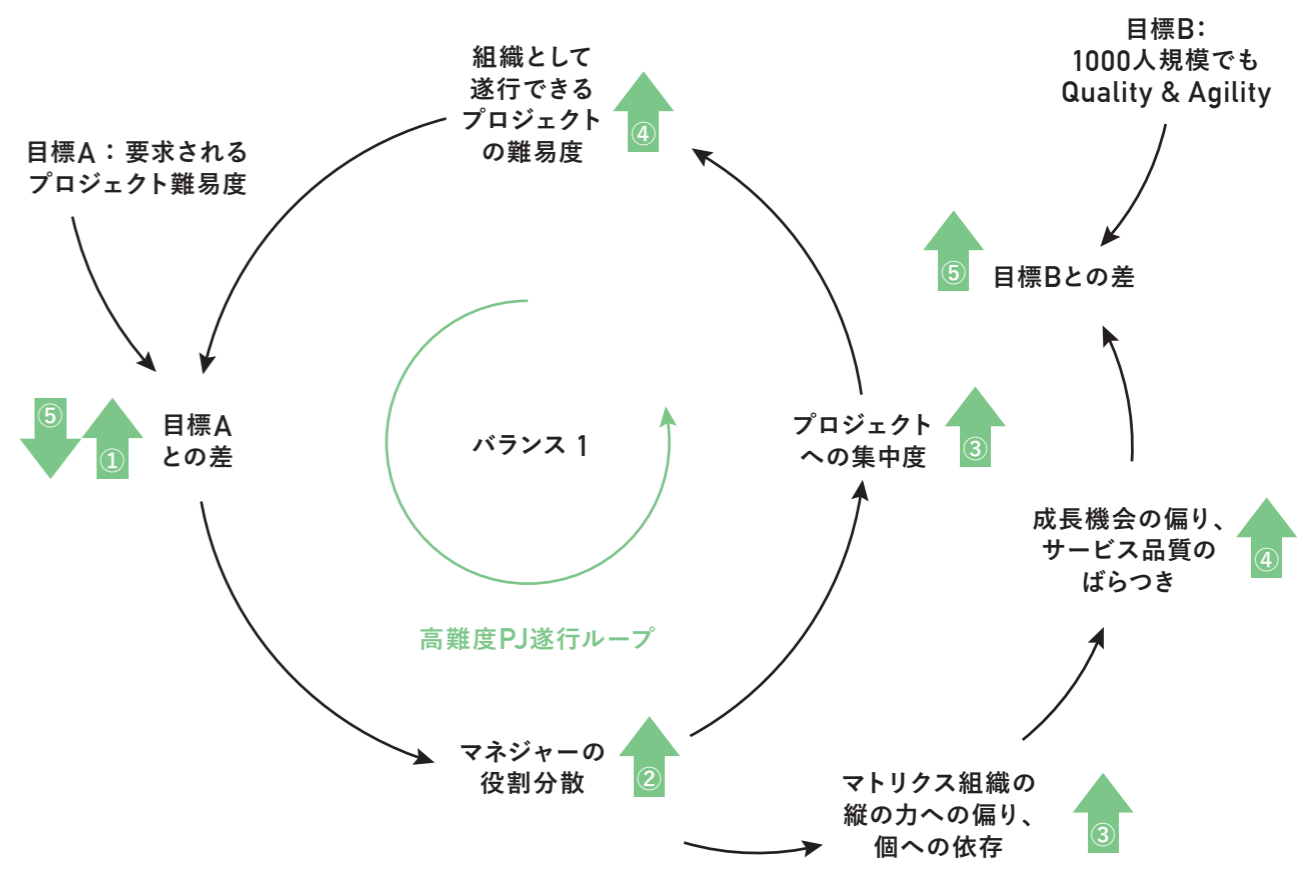 目標B：
1000人規模でも
Quality & Agility
組織として
遂行できる
プロジェクト
の難易度
④
目標A：要求される
プロジェクト難易度
⑤
目標Bとの差
⑤
①
目標A
との差
バランス 1
プロジェクト
への集中度
③
成長機会の偏り、
サービス品質の
ばらつき
④
高難度PJ遂行ループ
マネジャーの
役割分散
②
マトリクス組織の
縦の力への偏り、
個への依存
③